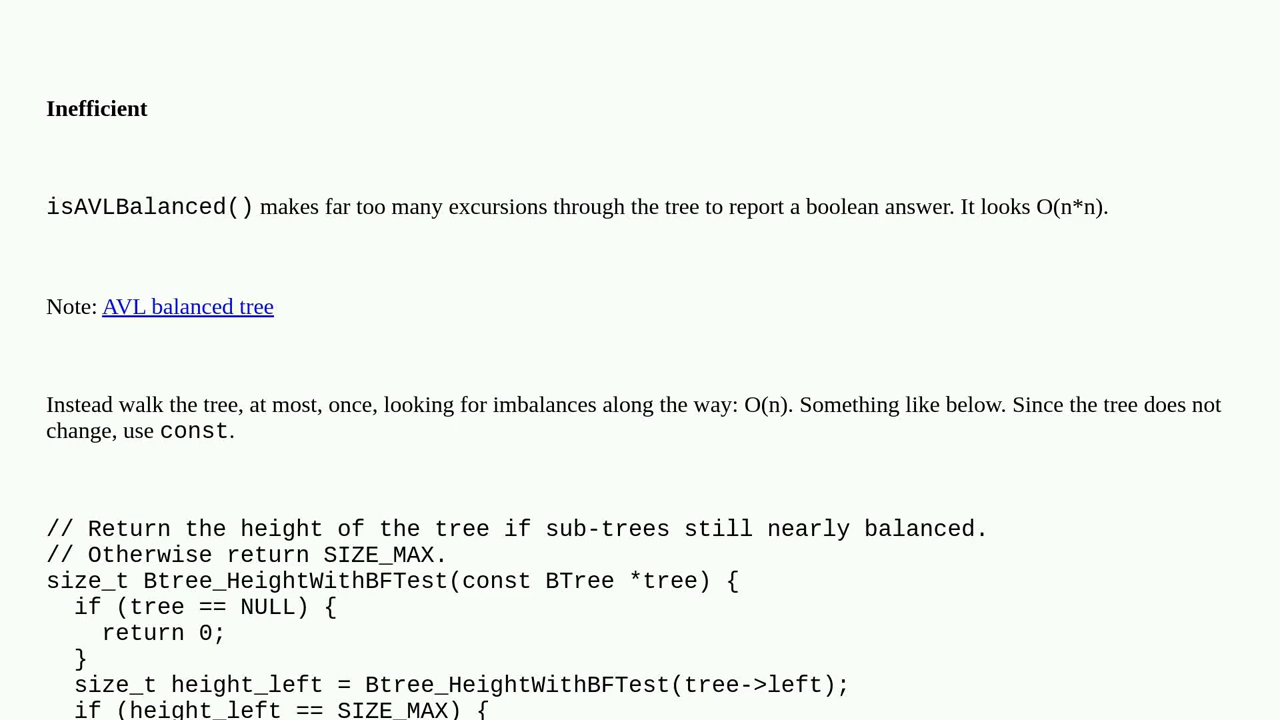 Inefficient
isAVLBalanced() makes far too many excursions through the tree to report a boolean answer. It looks O(n*n).
Note: AVL balanced tree
Instead walk the tree, at most, once, looking for imbalances along the way: O(n). Something like below. Since the tree does not
change, use const.
// Return the height of the tree if sub-trees still nearly balanced.
// Otherwise return SIZE_MAX.
size_t Btree_HeightWithBFTest(const BTree *tree) {
  if (tree == NULL) {
    return 0;
  }
  size_t height_left = Btree_HeightWithBFTest(tree->left);
  if (height_left == SIZE_MAX) {